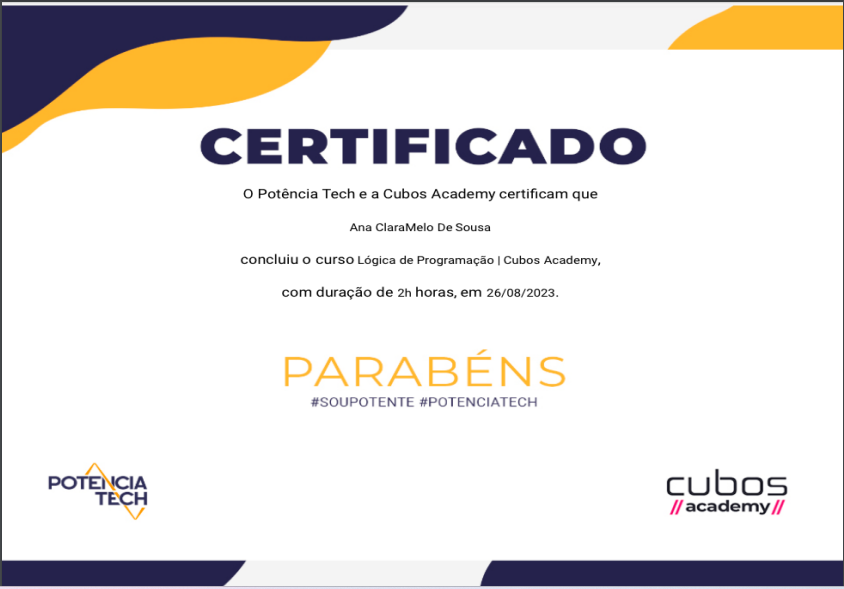 CERTIFICADO
O Potência Tech e a Cubos Academy certificam que
Ana ClaraMelo De Sousa
concluiu o curso Lógica de Programação | Cubos Academy,
com duração de 2h horas, em 26/08/2023.
PARABÉNS
#SOUPOTENTE #POTENCIATECH
POTÊNCIA
TECH
cubos
//academy//